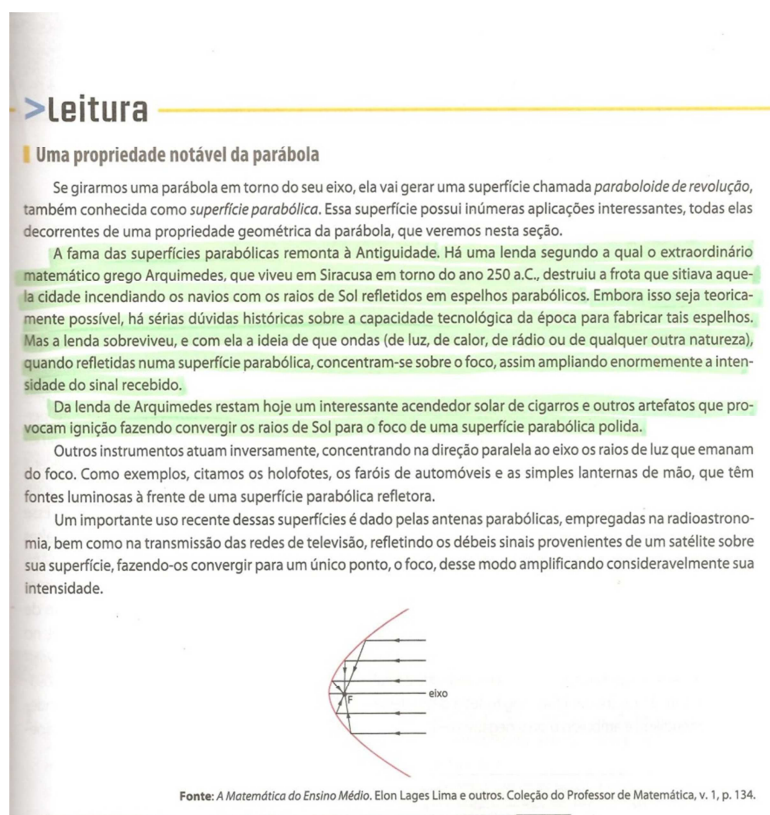 >Leitura
Uma propriedade notável da parábola
Se girarmos uma parábola em torno do seu eixo, ela vai gerar uma superfície chamada paraboloide de revolução,
também conhecida como superfície parabólica. Essa superfície possui inúmeras aplicações interessantes, todas elas
decorrentes de uma propriedade geométrica da parábola, que veremos nesta seção.
A fama das superfícies parabólicas remonta à Antiguidade. Há uma lenda segundo a qual o extraordinário
matemático grego Arquimedes, que viveu em Siracusa em torno do ano 250 a.C., destruiu a frota que sitiava aque-
la cidade incendiando os navios com os raios de Sol refletidos em espelhos parabólicos. Embora isso seja teorica-
mente possível, há sérias dúvidas históricas sobre a capacidade tecnológica da época para fabricar tais espelhos.
Mas a lenda sobreviveu, e com ela a ideia de que ondas (de luz, de calor, de rádio ou de qualquer outra natureza),
quando refletidas numa superfície parabólica, concentram-se sobre o foco, assim ampliando enormemente a inten-
sidade do sinal recebido.
Da lenda de Arquimedes restam hoje um interessante acendedor solar de cigarros e outros artefatos que pro-
vocam ignição fazendo convergir os raios de Sol para o foco de uma superfície parabólica polida.
Outros instrumentos atuam inversamente, concentrando na direção paralela ao eixo os raios de luz que emanam
do foco. Como exemplos, citamos os holofotes, os faróis de automóveis e as simples lanternas de mão, que têm
fontes luminosas à frente de uma superfície parabólica refletora.
Um importante uso recente dessas superfícies é dado pelas antenas parabólicas, empregadas na radioastrono-
mia, bem como na transmissão das redes de televisão, refletindo os débeis sinais provenientes de um satélite sobre
sua superfície, fazendo-os convergir para um único ponto, o foco, desse modo amplificando consideravelmente sua
intensidade.
eixo
F
Fonte: A Matemática do Ensino Médio. Elon Lages Lima e outros. Coleção do Professor de Matemática, v. 1, p. 134.